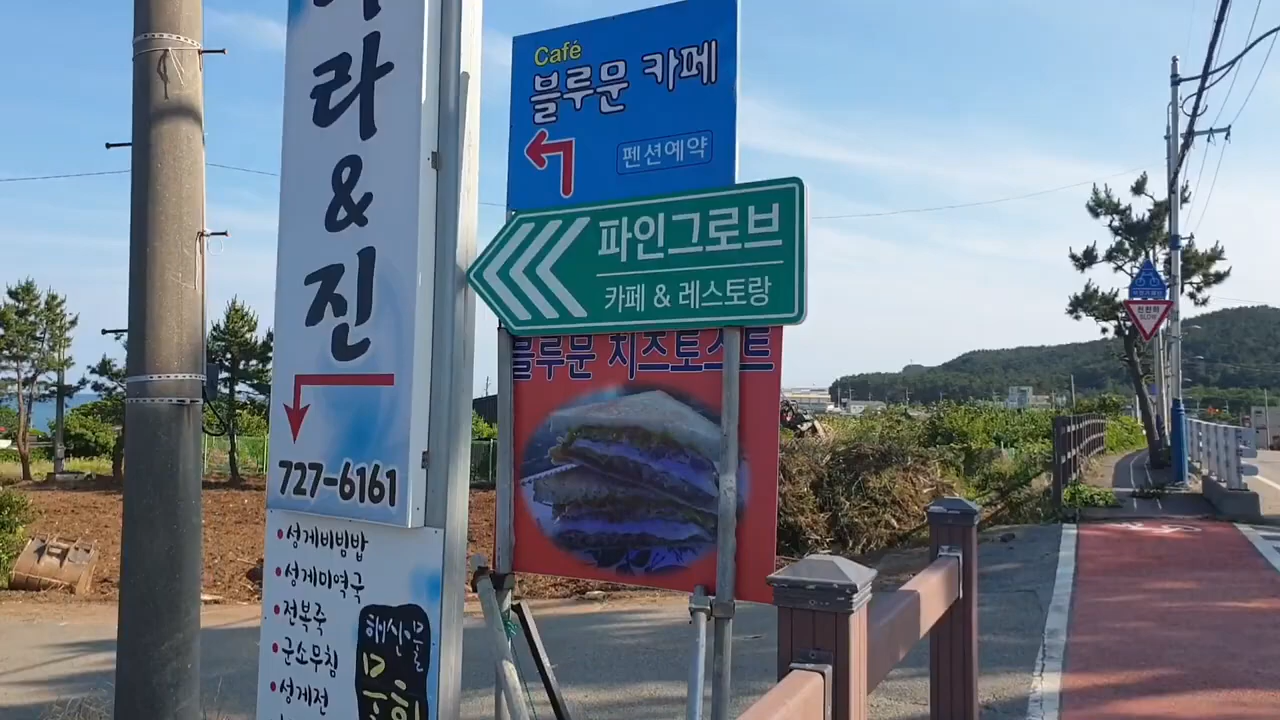 라
&
진
727-6161
성게비빔밥
성게미역국
전복죽
군소무침
성게전
해산물
Café
블루문 카페
펜션예약
파인그로브
카페 & 레스토랑
블루문 치즈토스트
천천히
SLOW